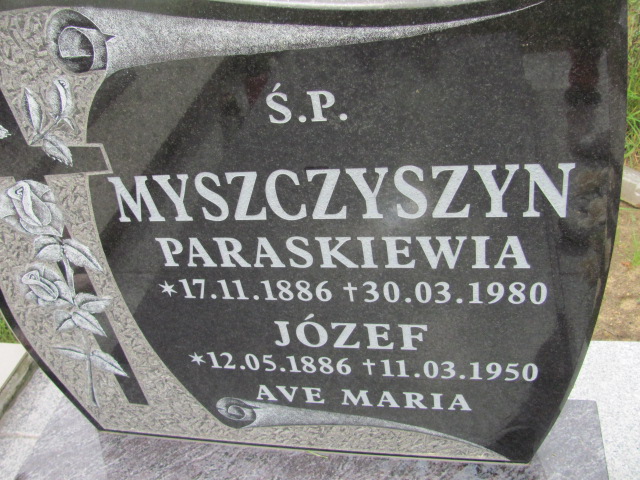 Ś.P.
MYSZCZYSZYN
PARASKIEWIA
*17.11.1886 †30.03.1980
JÓZEF
*12.05.1886 †11.03.1950
AVE MARIA